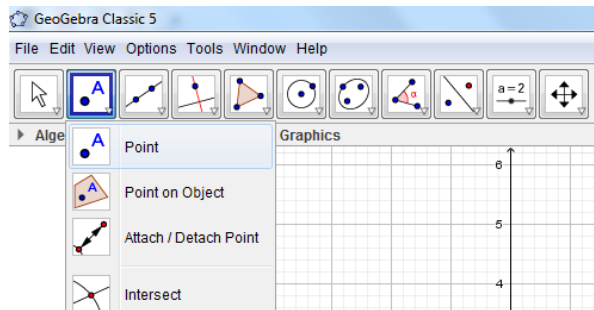 GeoGebra Classic 5
File Edit View Options Tools Window Help
A
α
a=2
Alge
Graphics
A Point
A Point on Object
Attach / Detach Point
Intersect
6
5
4